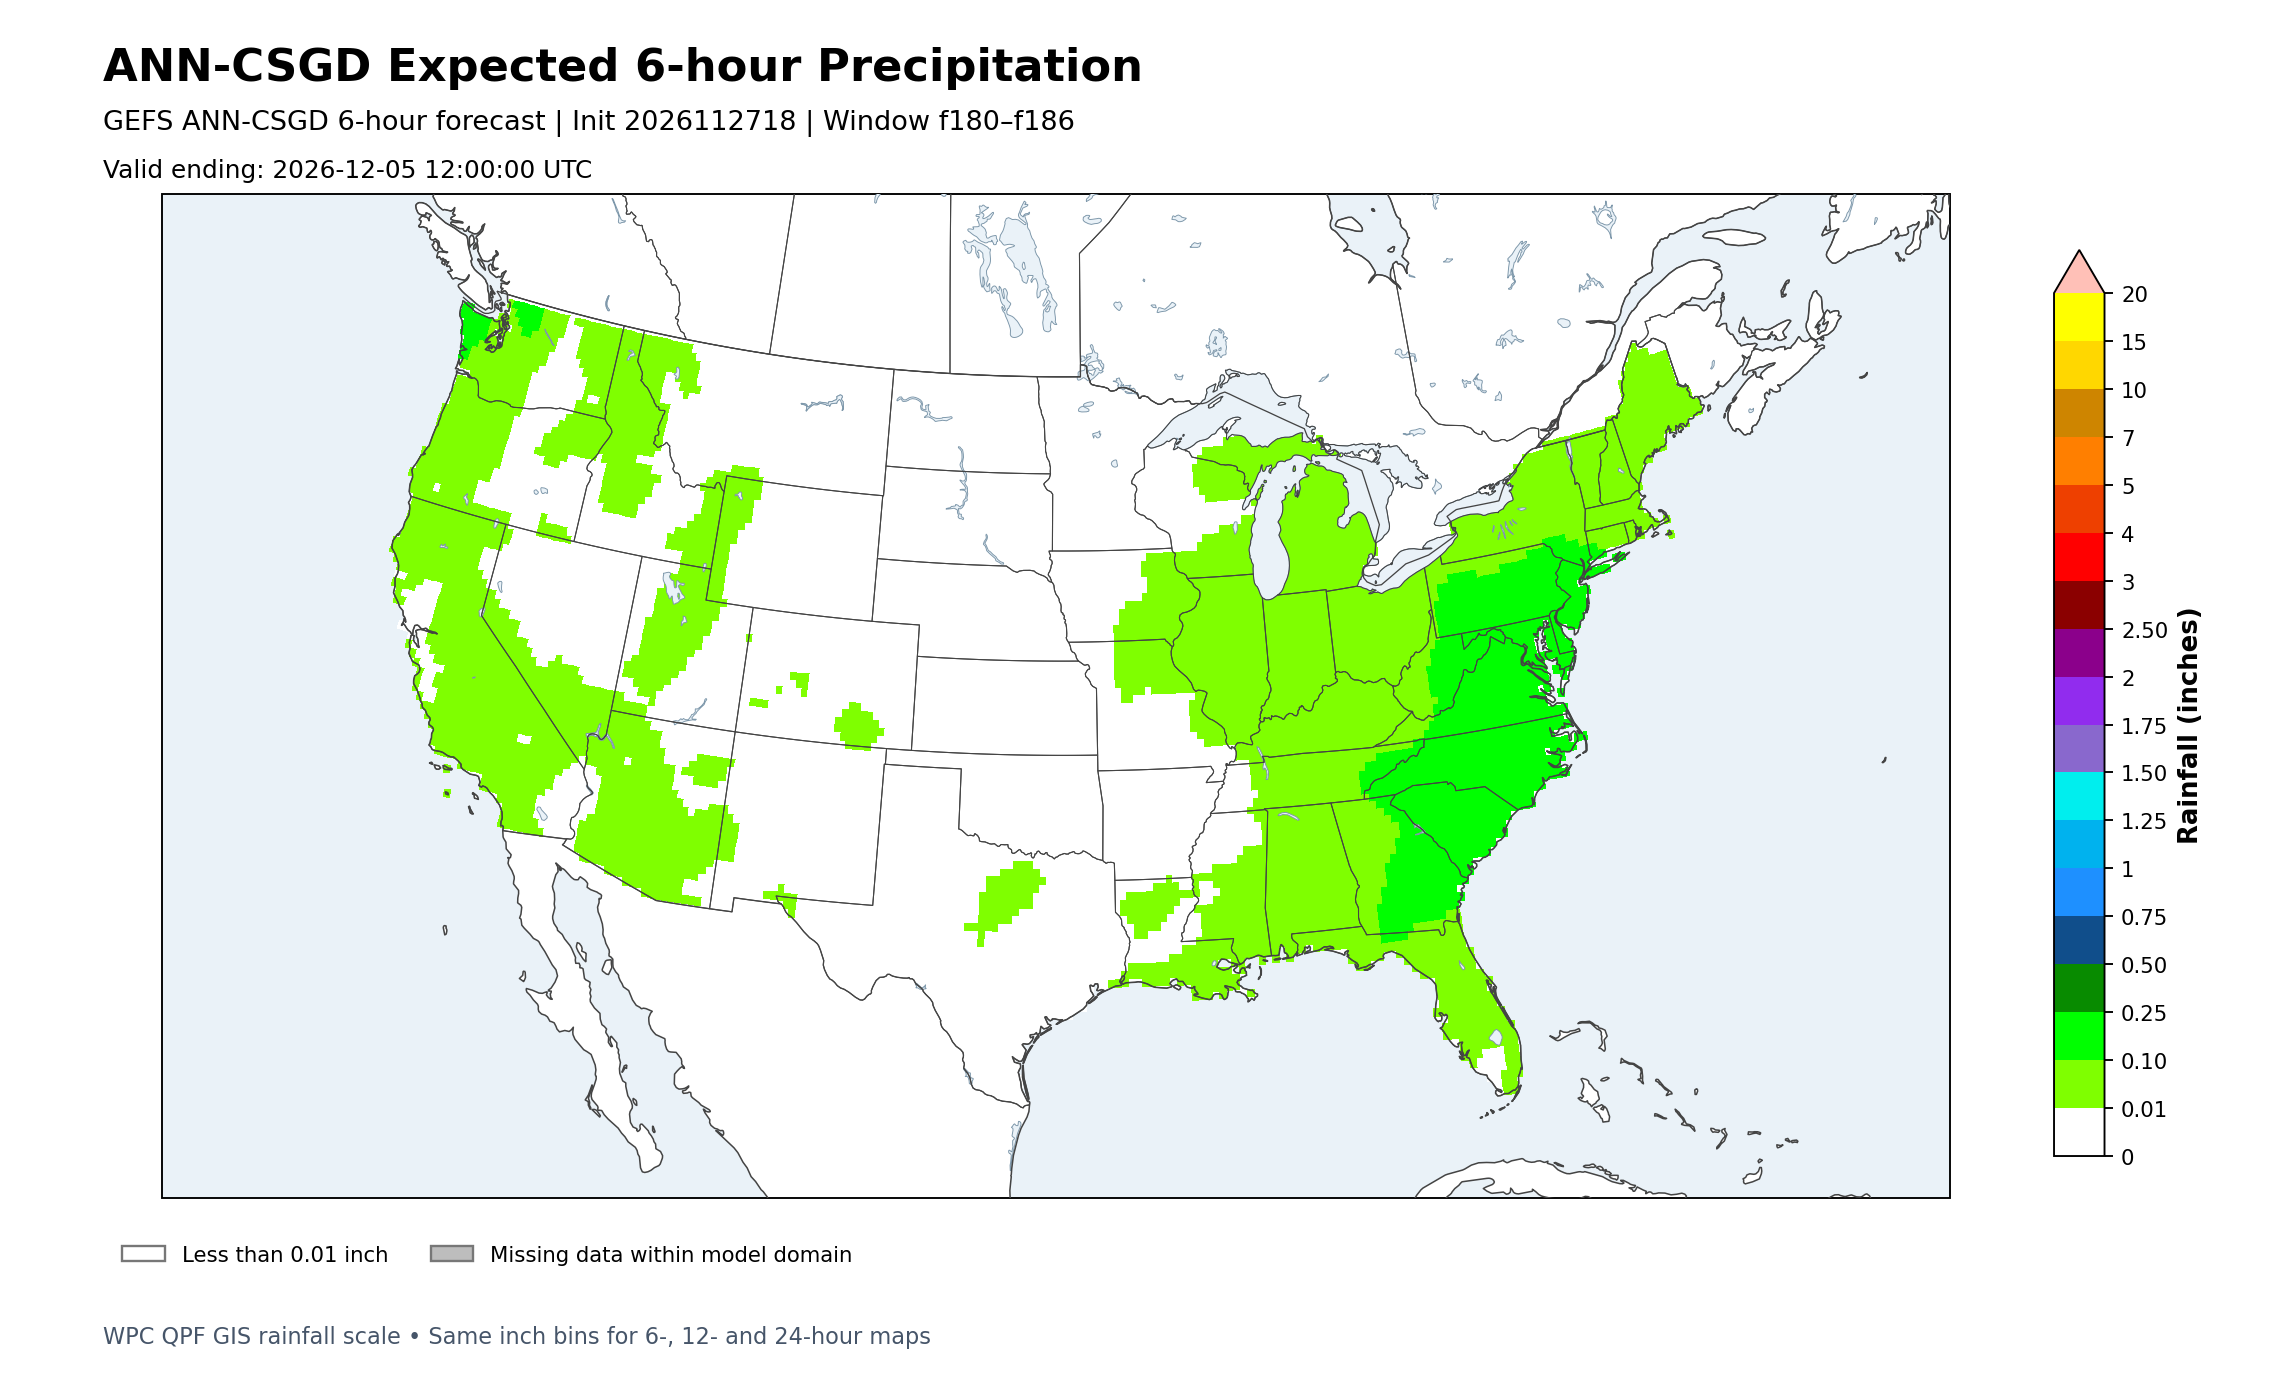 ANN-CSGD Expected 6-hour Precipitation
GEFS ANN-CSGD 6-hour forecast | Init 2026112718 | Window f180–f186
Valid ending: 2026-12-05 12:00:00 UTC
20
15
10
7
5
4
3
2.50
2
1.75
1.50
1.25
1
0.75
0.50
0.25
0.10
0.01
0
Rainfall (inches)
Less than 0.01 inch
Missing data within model domain
WPC QPF GIS rainfall scale • Same inch bins for 6-, 12- and 24-hour maps